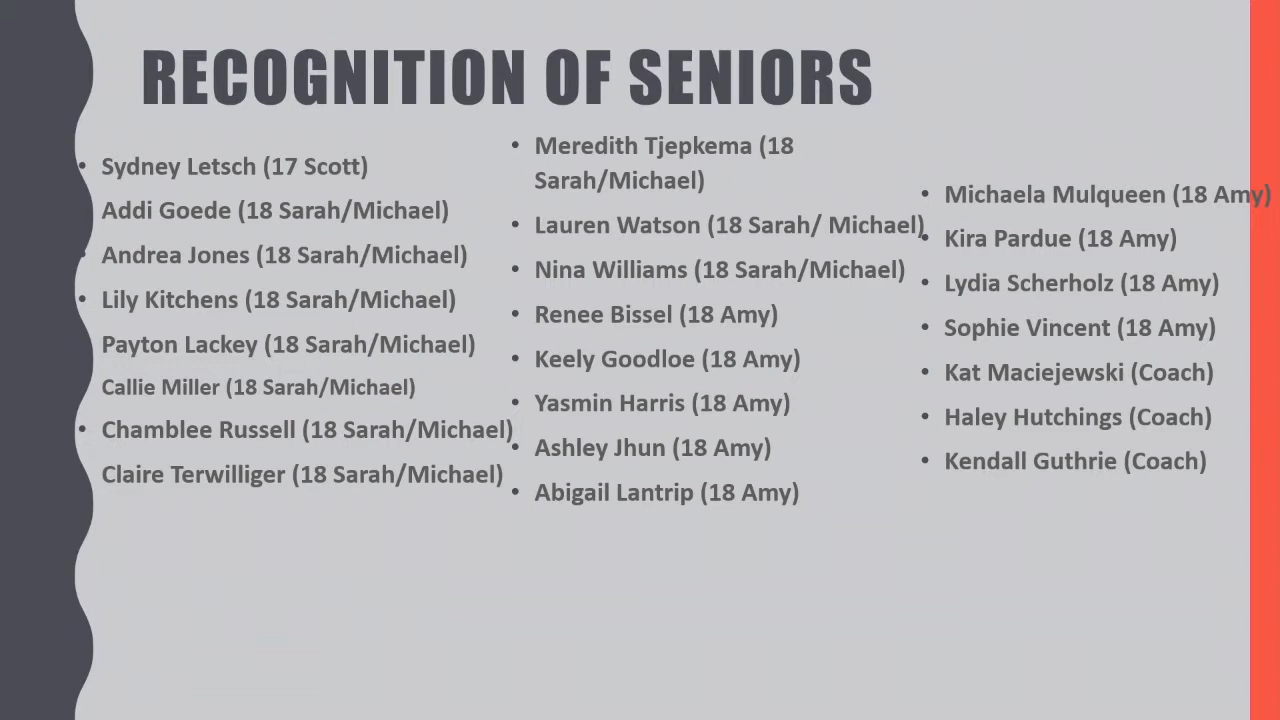 RECOGNITION OF SENIORS
• Sydney Letsch (17 Scott)
Addi Goede (18 Sarah/Michael)
• Andrea Jones (18 Sarah/Michael)
• Lily Kitchens (18 Sarah/Michael)
Payton Lackey (18 Sarah/Michael)
Callie Miller (18 Sarah/Michael)
• Chamblee Russell (18 Sarah/Michael)
Claire Terwilliger (18 Sarah/Michael)
• Meredith Tjepkema (18
Sarah/Michael)
• Lauren Watson (18 Sarah/ Michael)
• Nina Williams (18 Sarah/Michael)
• Renee Bissel (18 Amy)
• Keely Goodloe (18 Amy)
• Yasmin Harris (18 Amy)
• Ashley Jhun (18 Amy)
• Abigail Lantrip (18 Amy)
• Michaela Mulqueen (18 Amy)
• Kira Pardue (18 Amy)
• Lydia Scherholz (18 Amy)
• Sophie Vincent (18 Amy)
• Kat Maciejewski (Coach)
• Haley Hutchings (Coach)
• Kendall Guthrie (Coach)